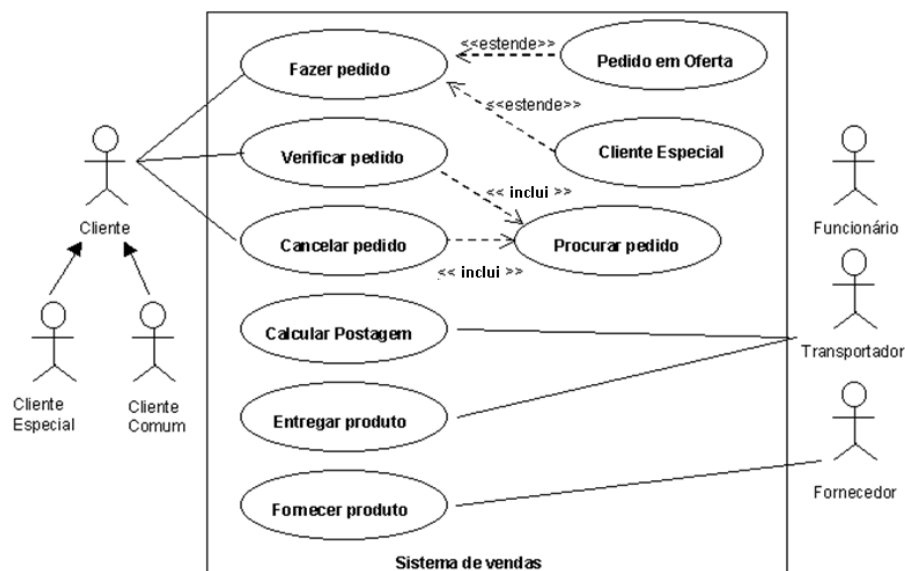 <<estende>>
Fazer pedido
Pedido em Oferta
<<estende>>
Verificar pedido
Cliente Especial
<< inclui >>
Cliente
Funcionário
Cancelar pedido
Procurar pedido
<< inclui >>
Calcular Postagem
Transportador
Cliente
Especial
Cliente
Comum
Entregar produto
Fornecer produto
Fornecedor
Sistema de vendas